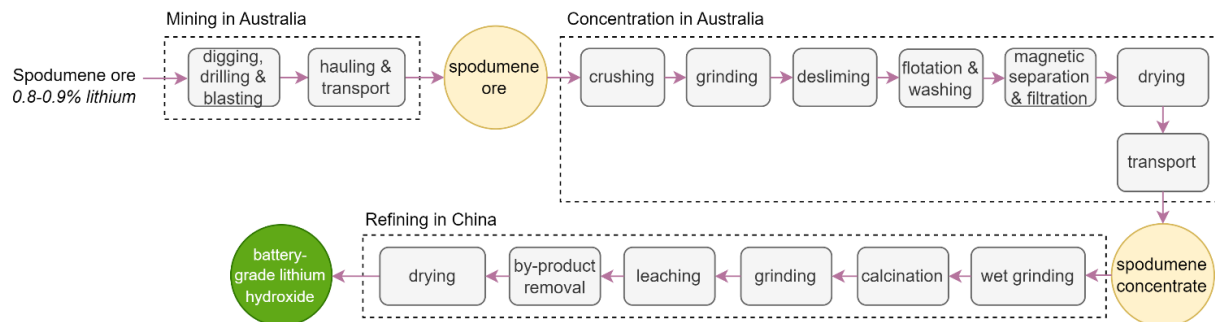 Mining in Australia
Concentration in Australia
Spodumene ore
0.8-0.9% lithium
digging,
drilling &
blasting
hauling &
transport
spodumene
ore
crushing
grinding
desliming
flotation &
washing
magnetic
separation
& filtration
drying
transport
Refining in China
spodumene
concentrate
wet grinding
calcination
grinding
leaching
by-product
removal
drying
battery-
grade lithium
hydroxide